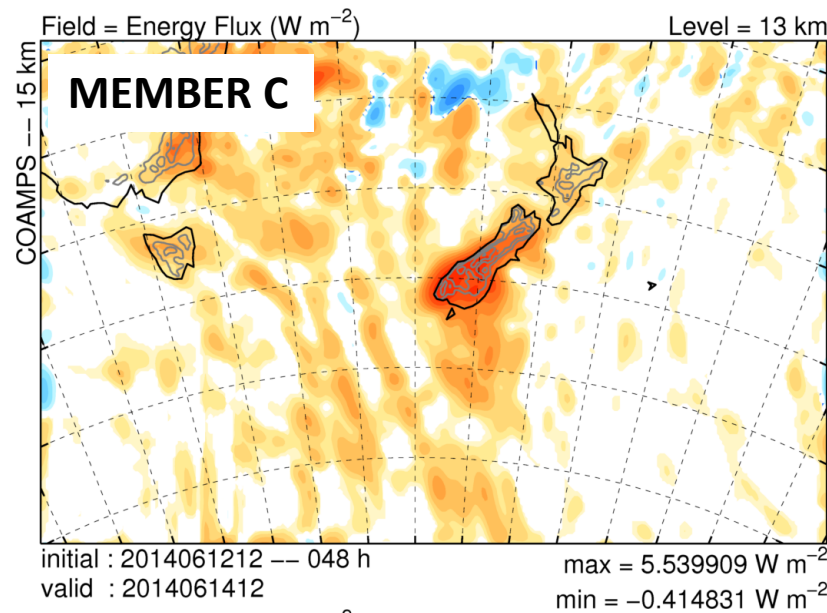 Field = Energy Flux (W m⁻²)
Level = 13 km
MEMBER C
COAMPS -- 15 km
initial : 2014061212 -- 048 h
valid : 2014061412
max = 5.539909 W m⁻²
min = −0.414831 W m⁻²